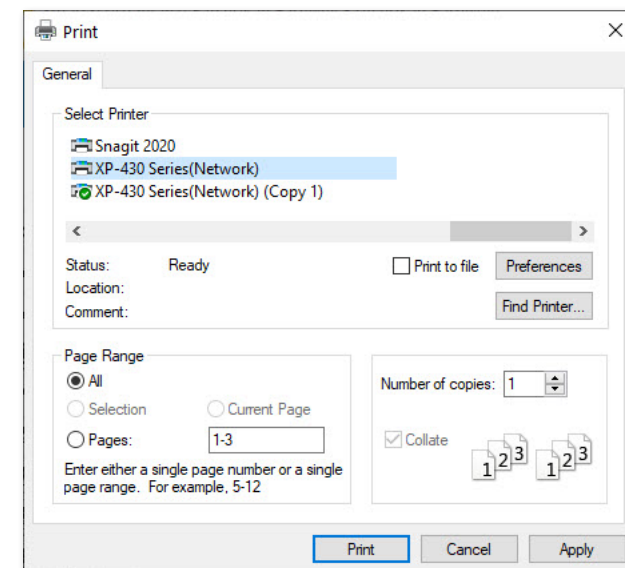 Print
General
Select Printer
Snagit 2020
XP-430 Series(Network)
XP-430 Series(Network) (Copy 1)
Status: Ready
Print to file
Preferences
Location:
Comment:
Find Printer...
Page Range
All
Selection
Current Page
Pages: 1-3
Enter either a single page number or a single
page range. For example, 5-12
Number of copies: 1
Collate
1 2 3 1 2 3
Print Cancel Apply